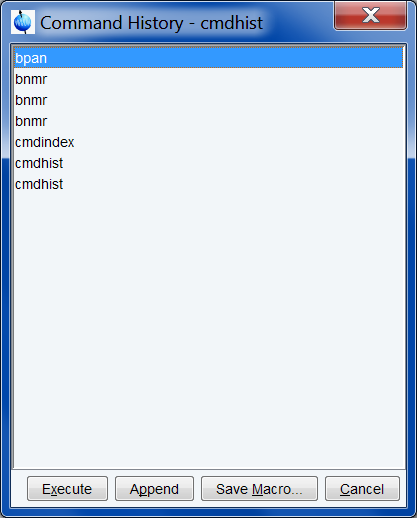 Command History - cmdhist
bpan
bnmr
bnmr
bnmr
cmdindex
cmdhist
cmdhist
Execute Append Save Macro... Cancel